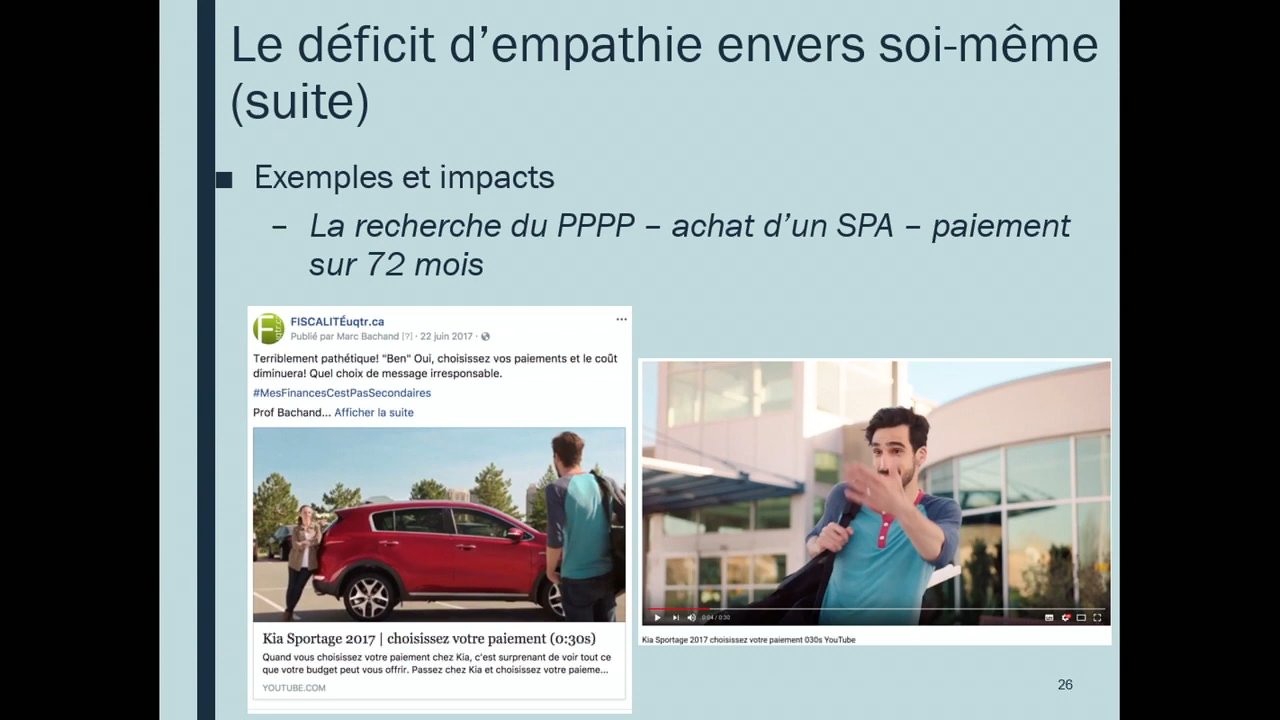 Le déficit d’empathie envers soi-même
(suite)
■ Exemples et impacts
– La recherche du PPPP – achat d’un SPA – paiement
sur 72 mois
FISCALITÉuqtr.ca
Publié par Marc Bachand [?] · 22 juin 2017 ·
Terriblement pathétique! "Ben" Oui, choisissez vos paiements et le coût
diminuera! Quel choix de message irresponsable.
#MesFinancesCestPasSecondaires
Prof Bachand... Afficher la suite
Kia Sportage 2017 | choisissez votre paiement (0:30s)
Quand vous choisissez votre paiement chez Kia, c'est surprenant de voir tout ce
que votre budget peut vous offrir. Passez chez Kia et choisissez votre paieme...
YOUTUBE.COM
0:04 / 0:30
Kia Sportage 2017 choisissez votre paiement 030s YouTube
26